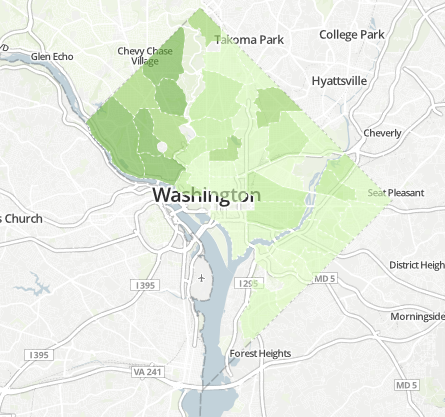 Takoma Park
College Park
Chevy Chase
Village
Glen Echo
Hyattsville
Cheverly
Seat Pleasant
Washington
s Church
District Heigh
I 395
I 295
MD 5
Morningside
I 395
Forest Heights
VA 241
MD 5